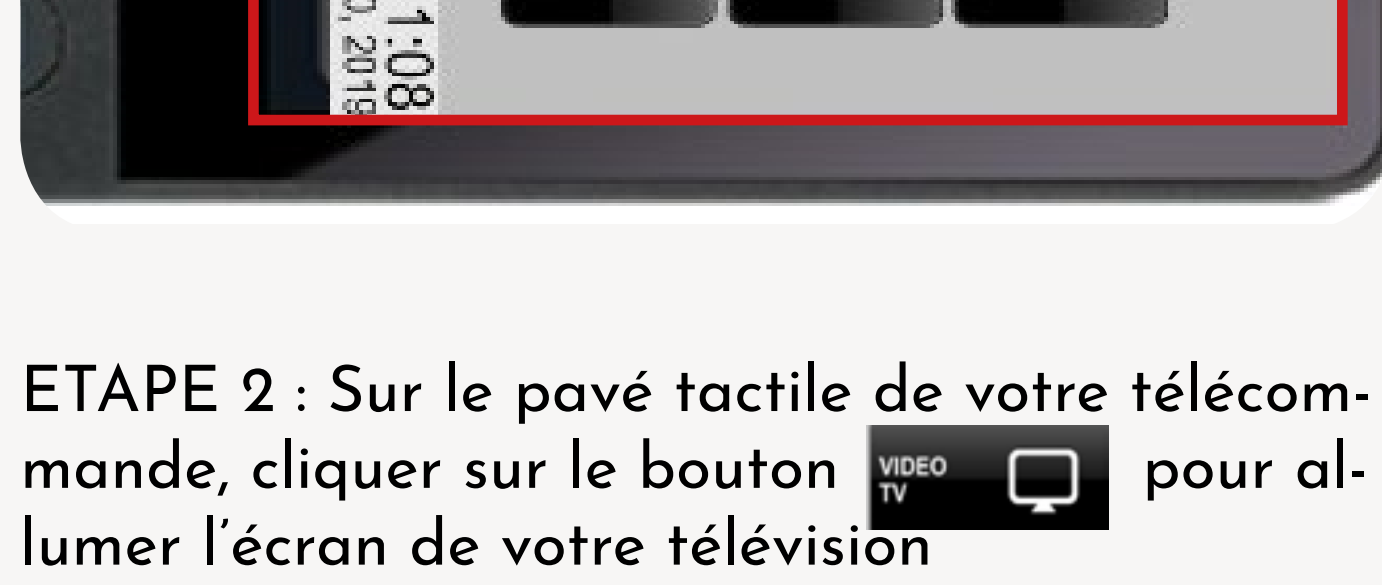 1:08
, 2019
ETAPE 2 : Sur le pavé tactile de votre télécom-
mande, cliquer sur le bouton VIDEO TV pour al-
lumer l’écran de votre télévision